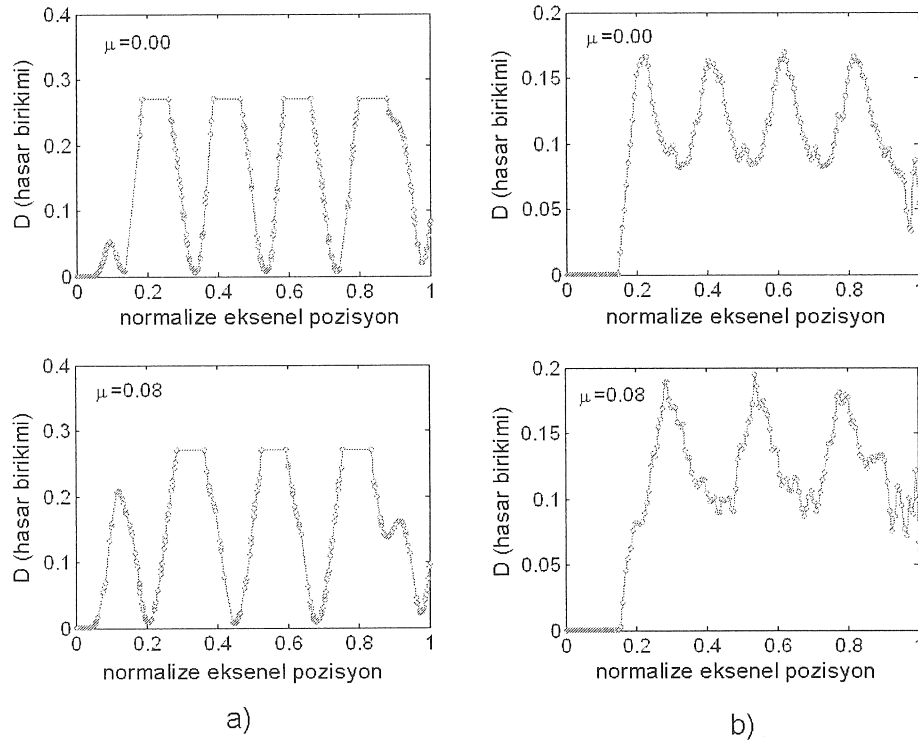 0.4
0.3
0.2
0.1
0
μ=0.00
D (hasar birikimi)
0 0.2 0.4 0.6 0.8 1
normalize eksenel pozisyon
0.2
0.15
0.1
0.05
0
μ=0.00
D (hasar birikimi)
0 0.2 0.4 0.6 0.8 1
normalize eksenel pozisyon
0.4
0.3
0.2
0.1
0
μ=0.08
D (hasar birikimi)
0 0.2 0.4 0.6 0.8 1
normalize eksenel pozisyon
0.2
0.15
0.1
0.05
0
μ=0.08
D (hasar birikimi)
0 0.2 0.4 0.6 0.8 1
normalize eksenel pozisyon
a)
b)